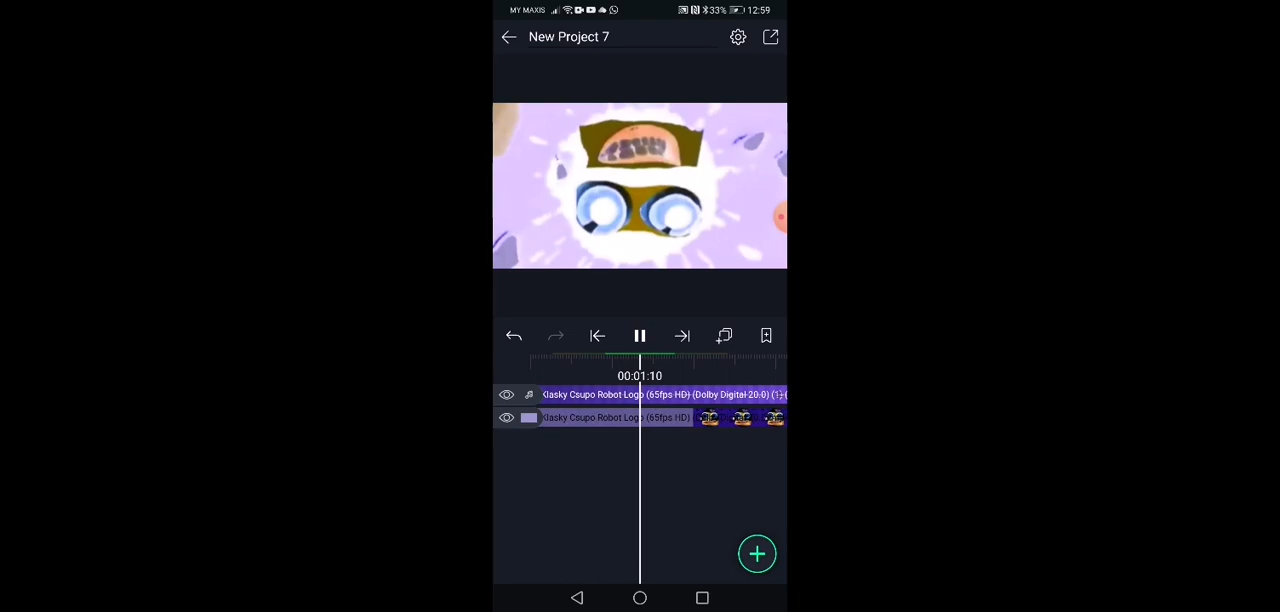 MY MAXIS 33% 12:59
New Project 7
00:01:10
Klasky Csupo Robot Logo (65fps HD) (Dolby Digital 20.0) (1) (
Klasky Csupo Robot Logo (65fps HD)